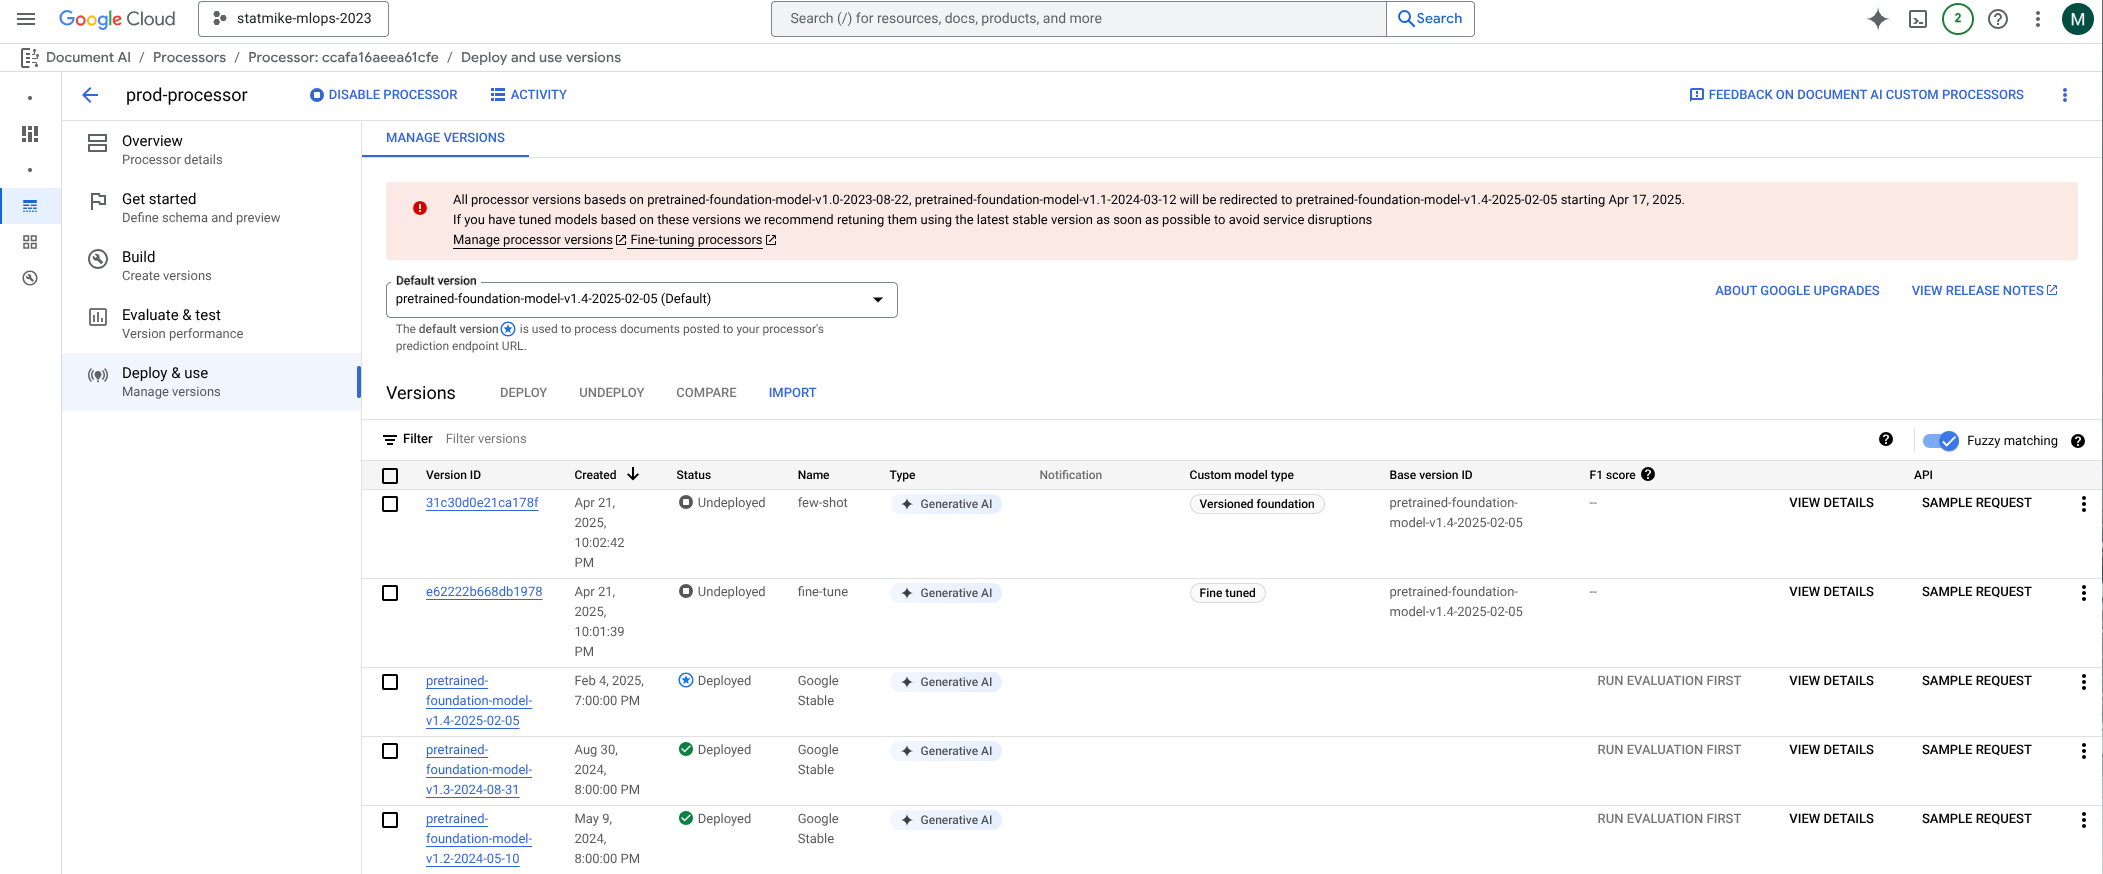 Google Cloud
statmike-mlops-2023
Search (/) for resources, docs, products, and more
Search
2
M
Document AI / Processors / Processor: ccafa16aeea61cfe / Deploy and use versions
prod-processor
DISABLE PROCESSOR
ACTIVITY
FEEDBACK ON DOCUMENT AI CUSTOM PROCESSORS
Overview
Processor details
Get started
Define schema and preview
Build
Create versions
Evaluate & test
Version performance
Deploy & use
Manage versions
MANAGE VERSIONS
All processor versions baseds on pretrained-foundation-model-v1.0-2023-08-22, pretrained-foundation-model-v1.1-2024-03-12 will be redirected to pretrained-foundation-model-v1.4-2025-02-05 starting Apr 17, 2025.
If you have tuned models based on these versions we recommend retuning them using the latest stable version as soon as possible to avoid service disruptions
Manage processor versions Fine-tuning processors
Default version
pretrained-foundation-model-v1.4-2025-02-05 (Default)
The default version is used to process documents posted to your processor's
prediction endpoint URL.
ABOUT GOOGLE UPGRADES
VIEW RELEASE NOTES
Versions
DEPLOY
UNDEPLOY
COMPARE
IMPORT
Filter
Filter versions
Fuzzy matching
Version ID
Created
Status
Name
Type
Notification
Custom model type
Base version ID
F1 score
API
31c30d0e21ca178f
Apr 21,
2025,
10:02:42
PM
Undeployed
few-shot
Generative AI
Versioned foundation
pretrained-foundation-
model-v1.4-2025-02-05
--
VIEW DETAILS
SAMPLE REQUEST
e62222b668db1978
Apr 21,
2025,
10:01:39
PM
Undeployed
fine-tune
Generative AI
Fine tuned
pretrained-foundation-
model-v1.4-2025-02-05
--
VIEW DETAILS
SAMPLE REQUEST
pretrained-
foundation-model-
v1.4-2025-02-05
Feb 4, 2025,
7:00:00 PM
Deployed
Google
Stable
Generative AI
RUN EVALUATION FIRST
VIEW DETAILS
SAMPLE REQUEST
pretrained-
foundation-model-
v1.3-2024-08-31
Aug 30,
2024,
8:00:00 PM
Deployed
Google
Stable
Generative AI
RUN EVALUATION FIRST
VIEW DETAILS
SAMPLE REQUEST
pretrained-
foundation-model-
v1.2-2024-05-10
May 9,
2024,
8:00:00 PM
Deployed
Google
Stable
Generative AI
RUN EVALUATION FIRST
VIEW DETAILS
SAMPLE REQUEST